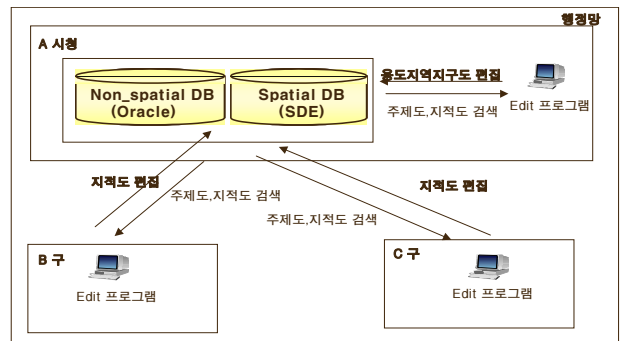 행정망
A 시청
Non_spatial DB
(Oracle)
Spatial DB
(SDE)
용도지역지구도 편집
주제도,지적도 검색
Edit 프로그램
지적도 편집
주제도,지적도 검색
주제도,지적도 검색
지적도 편집
B 구
Edit 프로그램
C 구
Edit 프로그램